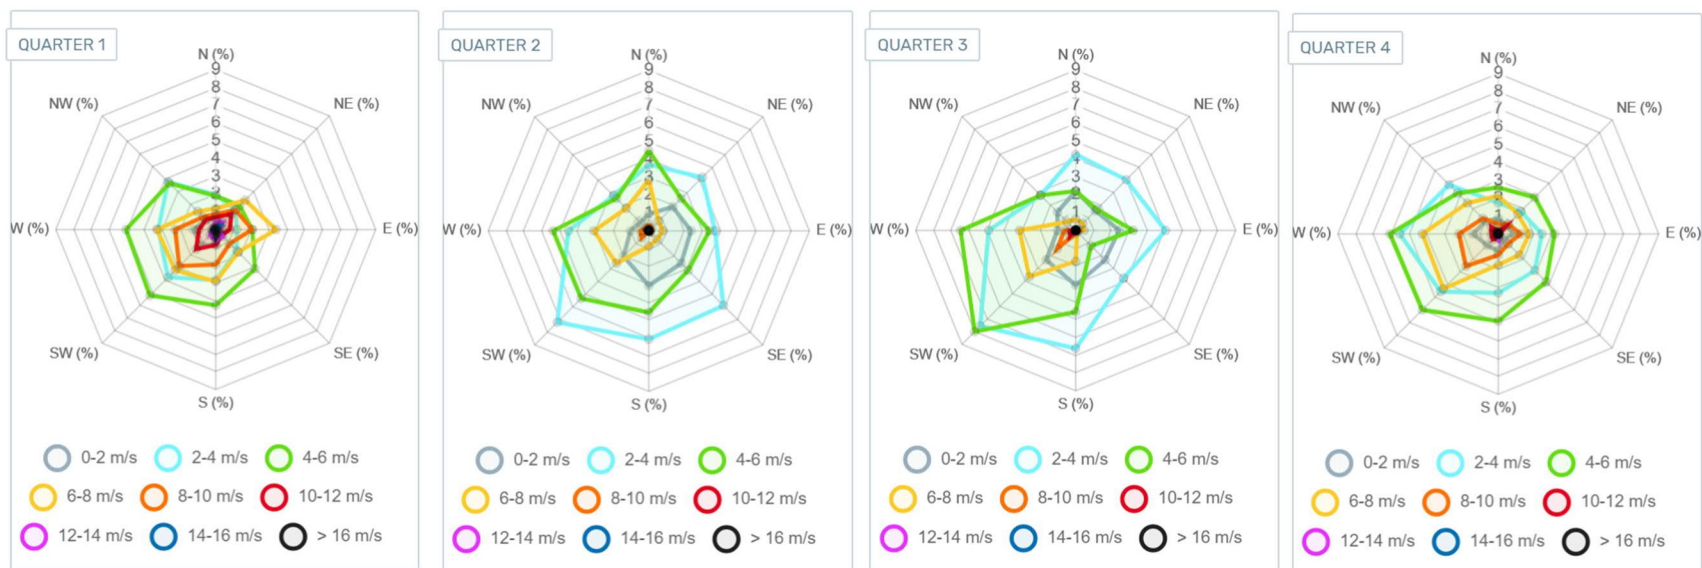 QUARTER 1
N (%)
9
8
7
6
5
4
3
2
1
NW (%)
NE (%)
W (%)
E (%)
SW (%)
SE (%)
S (%)
0-2 m/s
2-4 m/s
4-6 m/s
6-8 m/s
8-10 m/s
10-12 m/s
12-14 m/s
14-16 m/s
> 16 m/s
QUARTER 2
N (%)
9
8
7
6
5
4
3
2
1
NW (%)
NE (%)
W (%)
E (%)
SW (%)
SE (%)
S (%)
0-2 m/s
2-4 m/s
4-6 m/s
6-8 m/s
8-10 m/s
10-12 m/s
12-14 m/s
14-16 m/s
> 16 m/s
QUARTER 3
N (%)
9
8
7
6
5
4
3
2
1
NW (%)
NE (%)
W (%)
E (%)
SW (%)
SE (%)
S (%)
0-2 m/s
2-4 m/s
4-6 m/s
6-8 m/s
8-10 m/s
10-12 m/s
12-14 m/s
14-16 m/s
> 16 m/s
QUARTER 4
N (%)
9
8
7
6
5
4
3
2
1
NW (%)
NE (%)
W (%)
E (%)
SW (%)
SE (%)
S (%)
0-2 m/s
2-4 m/s
4-6 m/s
6-8 m/s
8-10 m/s
10-12 m/s
12-14 m/s
14-16 m/s
> 16 m/s